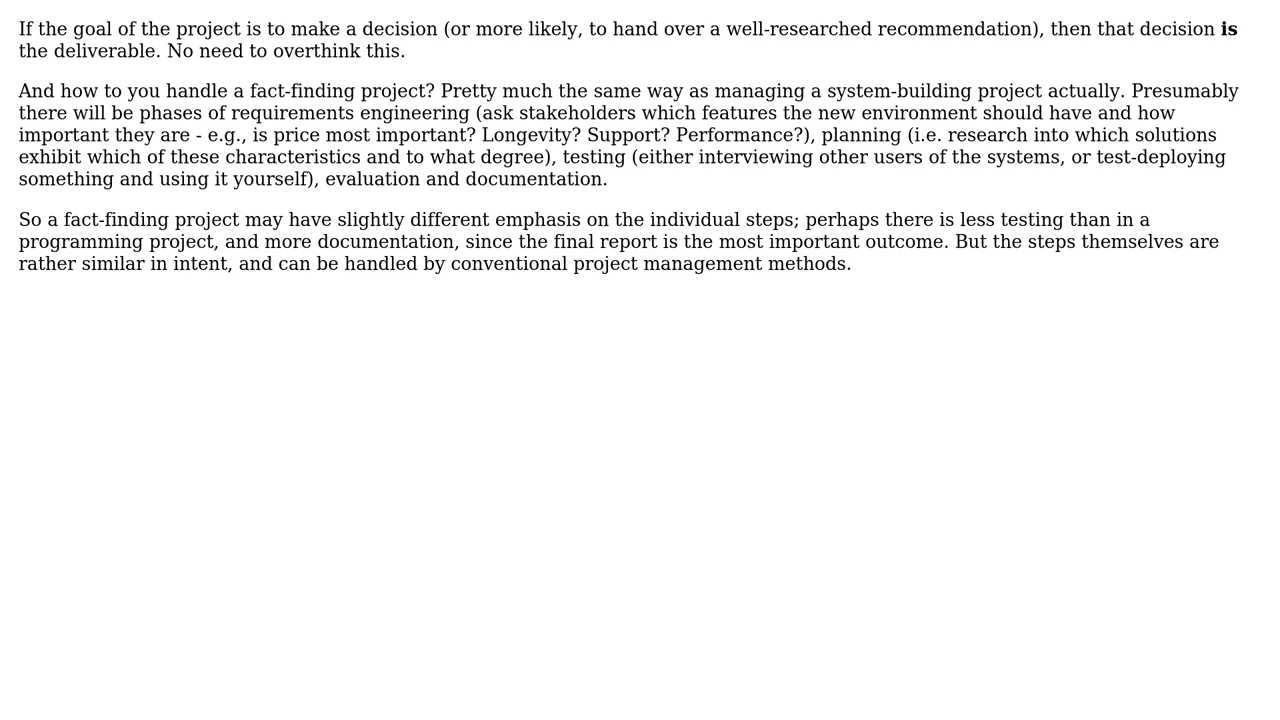 If the goal of the project is to make a decision (or more likely, to hand over a well-researched recommendation), then that decision is
the deliverable. No need to overthink this.
And how to you handle a fact-finding project? Pretty much the same way as managing a system-building project actually. Presumably
there will be phases of requirements engineering (ask stakeholders which features the new environment should have and how
important they are - e.g., is price most important? Longevity? Support? Performance?), planning (i.e. research into which solutions
exhibit which of these characteristics and to what degree), testing (either interviewing other users of the systems, or test-deploying
something and using it yourself), evaluation and documentation.
So a fact-finding project may have slightly different emphasis on the individual steps; perhaps there is less testing than in a
programming project, and more documentation, since the final report is the most important outcome. But the steps themselves are
rather similar in intent, and can be handled by conventional project management methods.